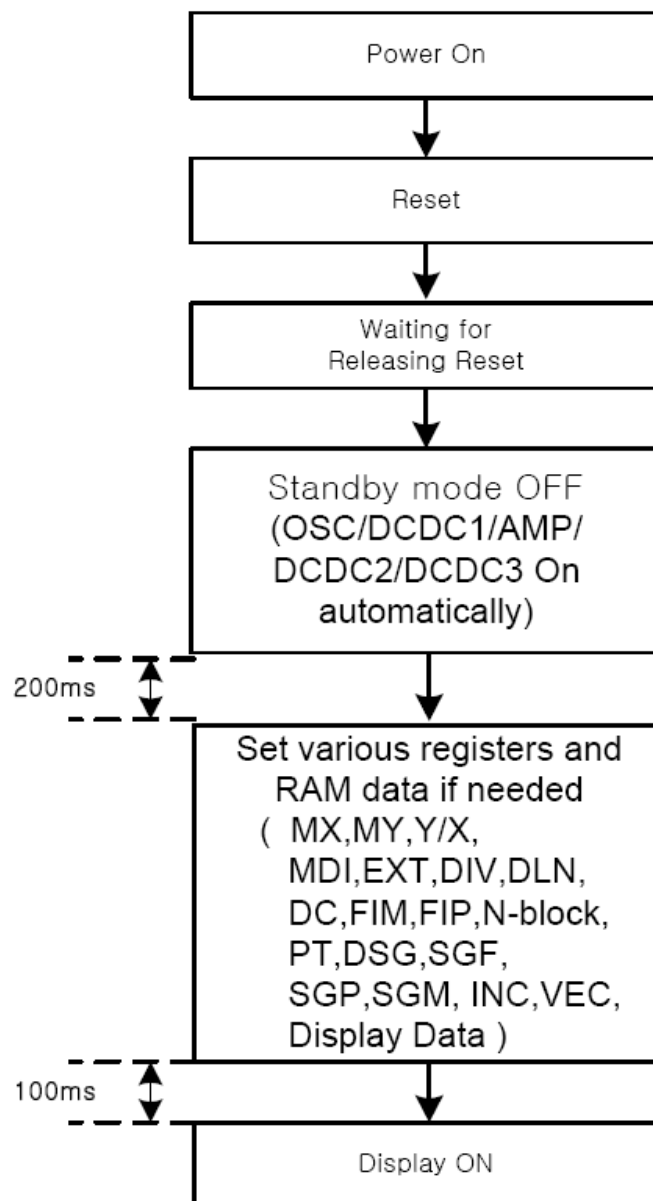 Power On
Reset
Waiting for
Releasing Reset
Standby mode OFF
(OSC/DCDC1/AMP/
DCDC2/DCDC3 On
automatically)
200ms
Set various registers and
RAM data if needed
( MX,MY,Y/X,
MDI,EXT,DIV,DLN,
DC,FIM,FIP,N-block,
PT,DSG,SGF,
SGP,SGM, INC,VEC,
Display Data )
100ms
Display ON